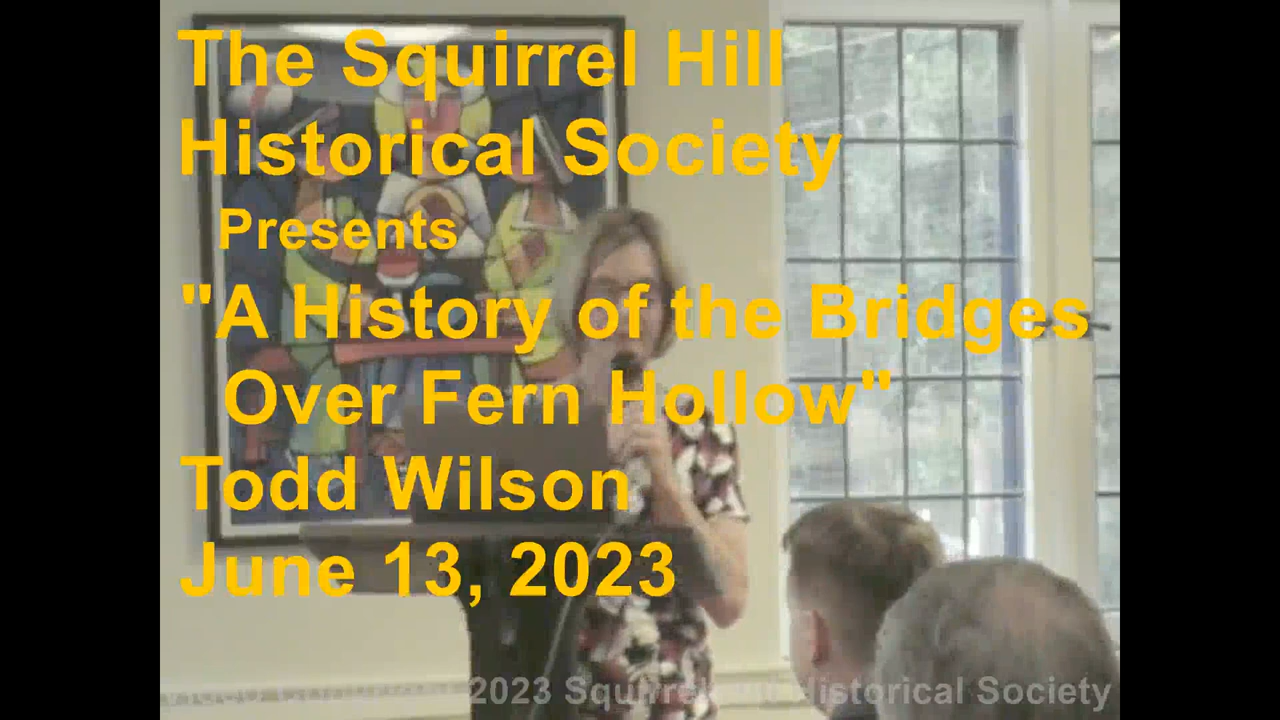 The Squirrel Hill
Historical Society
Presents
"A History of the Bridges
Over Fern Hollow"
Todd Wilson
June 13, 2023
2023 Squirrel Hill Historical Society